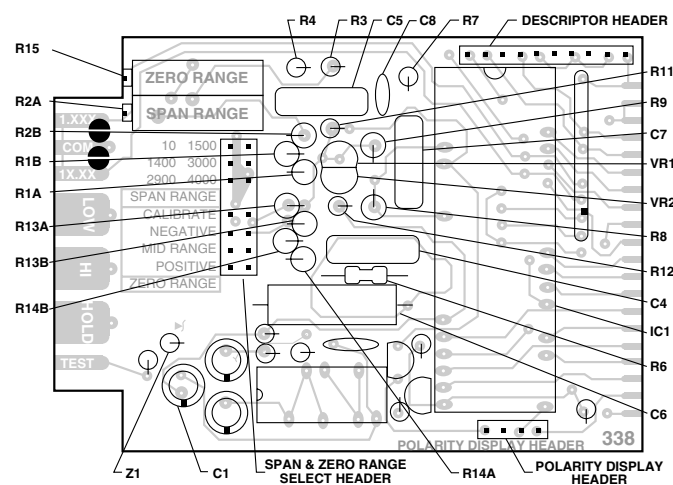 R4 R3 C5 C8 R7 DESCRIPTOR HEADER
R15
ZERO RANGE
R11
R2A
SPAN RANGE
R9
1.XXX
R2B
C7
COM
10 1500
R1B
1400 3000
VR1
1X.XX
2900 4000
R1A
SPAN RANGE
VR2
LOW
CALIBRATE
R13A
NEGATIVE
R8
MID RANGE
R13B
HI
POSITIVE
R12
ZERO RANGE
R14B
C4
HOLD
IC1
TEST
R6
C6
POLARITY DISPLAY HEADER
338
Z1 C1
SPAN & ZERO RANGE
SELECT HEADER
R14A
POLARITY DISPLAY
HEADER